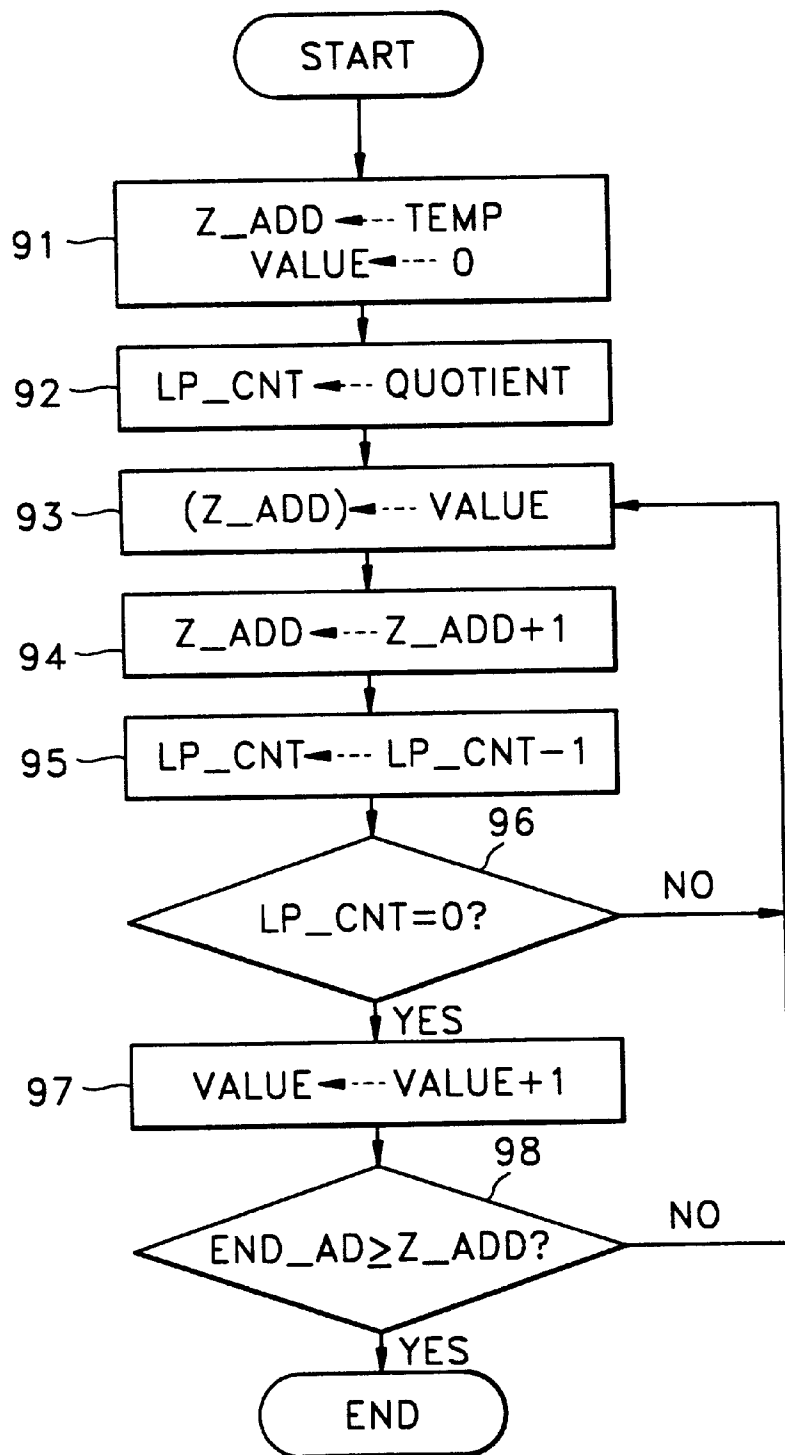 START
91
Z_ADD ◄-- TEMP
VALUE ◄-- 0
92
LP_CNT ◄-- QUOTIENT
93
(Z_ADD) ◄-- VALUE
94
Z_ADD ◄-- Z_ADD+1
95
LP_CNT ◄-- LP_CNT-1
96
LP_CNT=0?
NO
YES
97
VALUE ◄-- VALUE+1
98
END_AD≥Z_ADD?
NO
YES
END